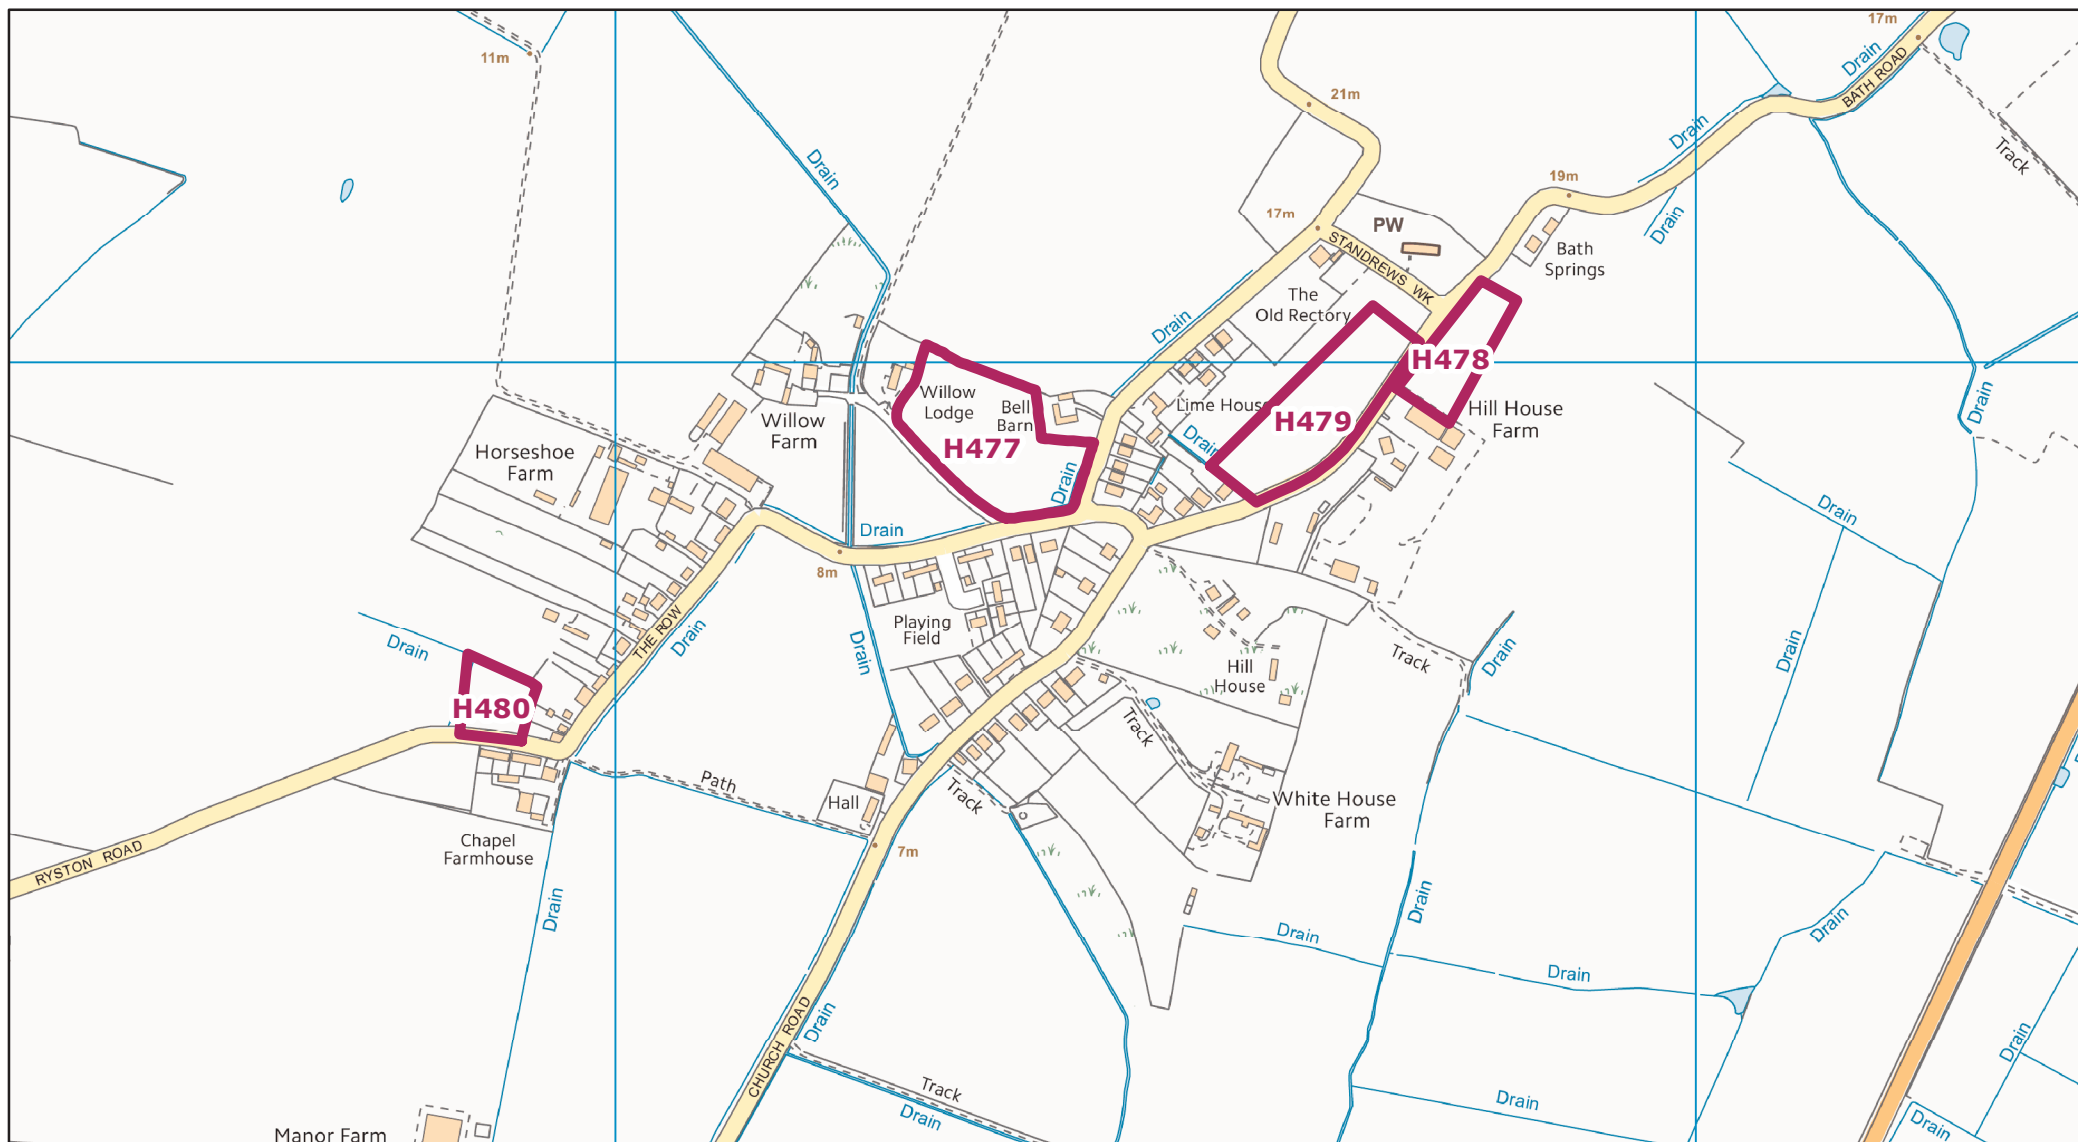 17m
Drain
BATH ROAD
11m
21m
Drain
Track
Drain
19m
17m
PW
STANDREWS WK
Drain
Bath
Springs
The
Old Rectory
Drain
H478
Willow
Lodge
Bell
Barn
Lime House
H479
Hill House
Farm
Drain
Willow
Farm
H477
Drain
Horseshoe
Farm
Drain
Drain
Drain
8m
THE ROW
Drain
Playing
Field
Drain
Drain
Hill
House
Track
Drain
Drain
H480
Track
Path
Track
Hall
White House
Farm
Chapel
Farmhouse
7m
RYSTON ROAD
Drain
Drain
Drain
Drain
Drain
CHURCH ROAD
Drain
Drain
Track
Drain
Drain
Drain
Manor Farm